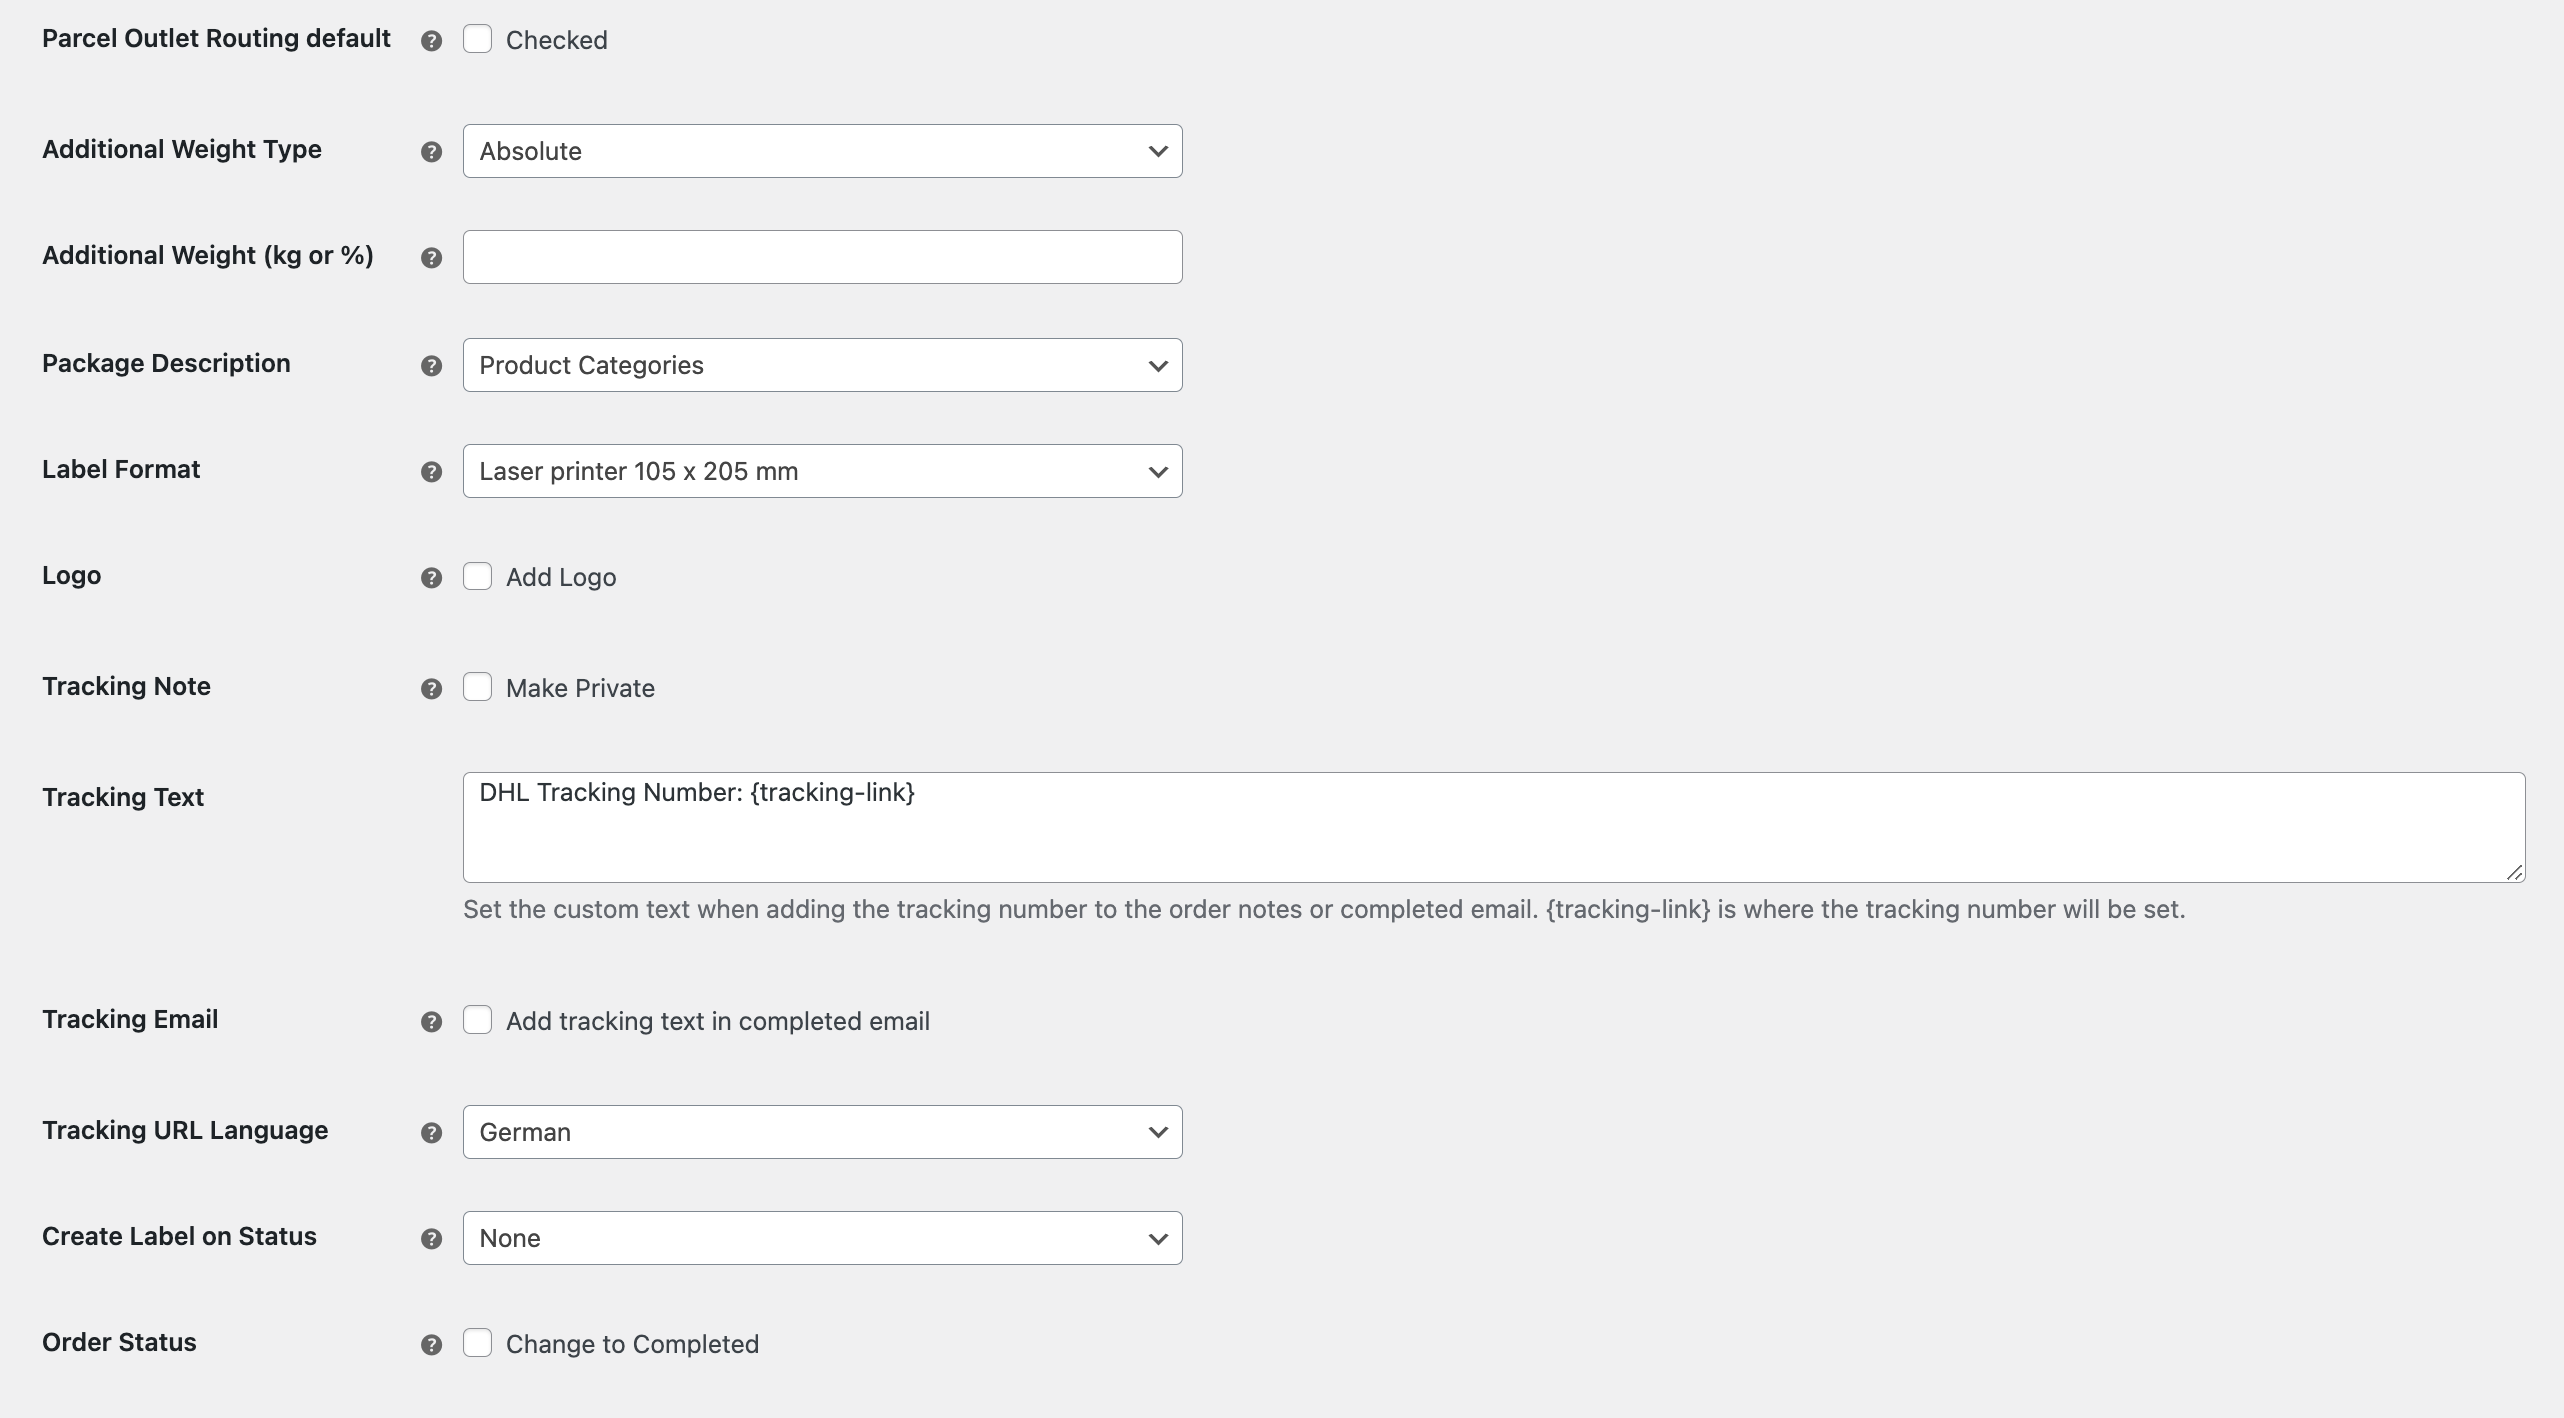 Parcel Outlet Routing default ? Checked
Additional Weight Type ? Absolute
Additional Weight (kg or %) ?
Package Description ? Product Categories
Label Format ? Laser printer 105 x 205 mm
Logo ? Add Logo
Tracking Note ? Make Private
Tracking Text DHL Tracking Number: {tracking-link}
Set the custom text when adding the tracking number to the order notes or completed email. {tracking-link} is where the tracking number will be set.
Tracking Email ? Add tracking text in completed email
Tracking URL Language ? German
Create Label on Status ? None
Order Status ? Change to Completed